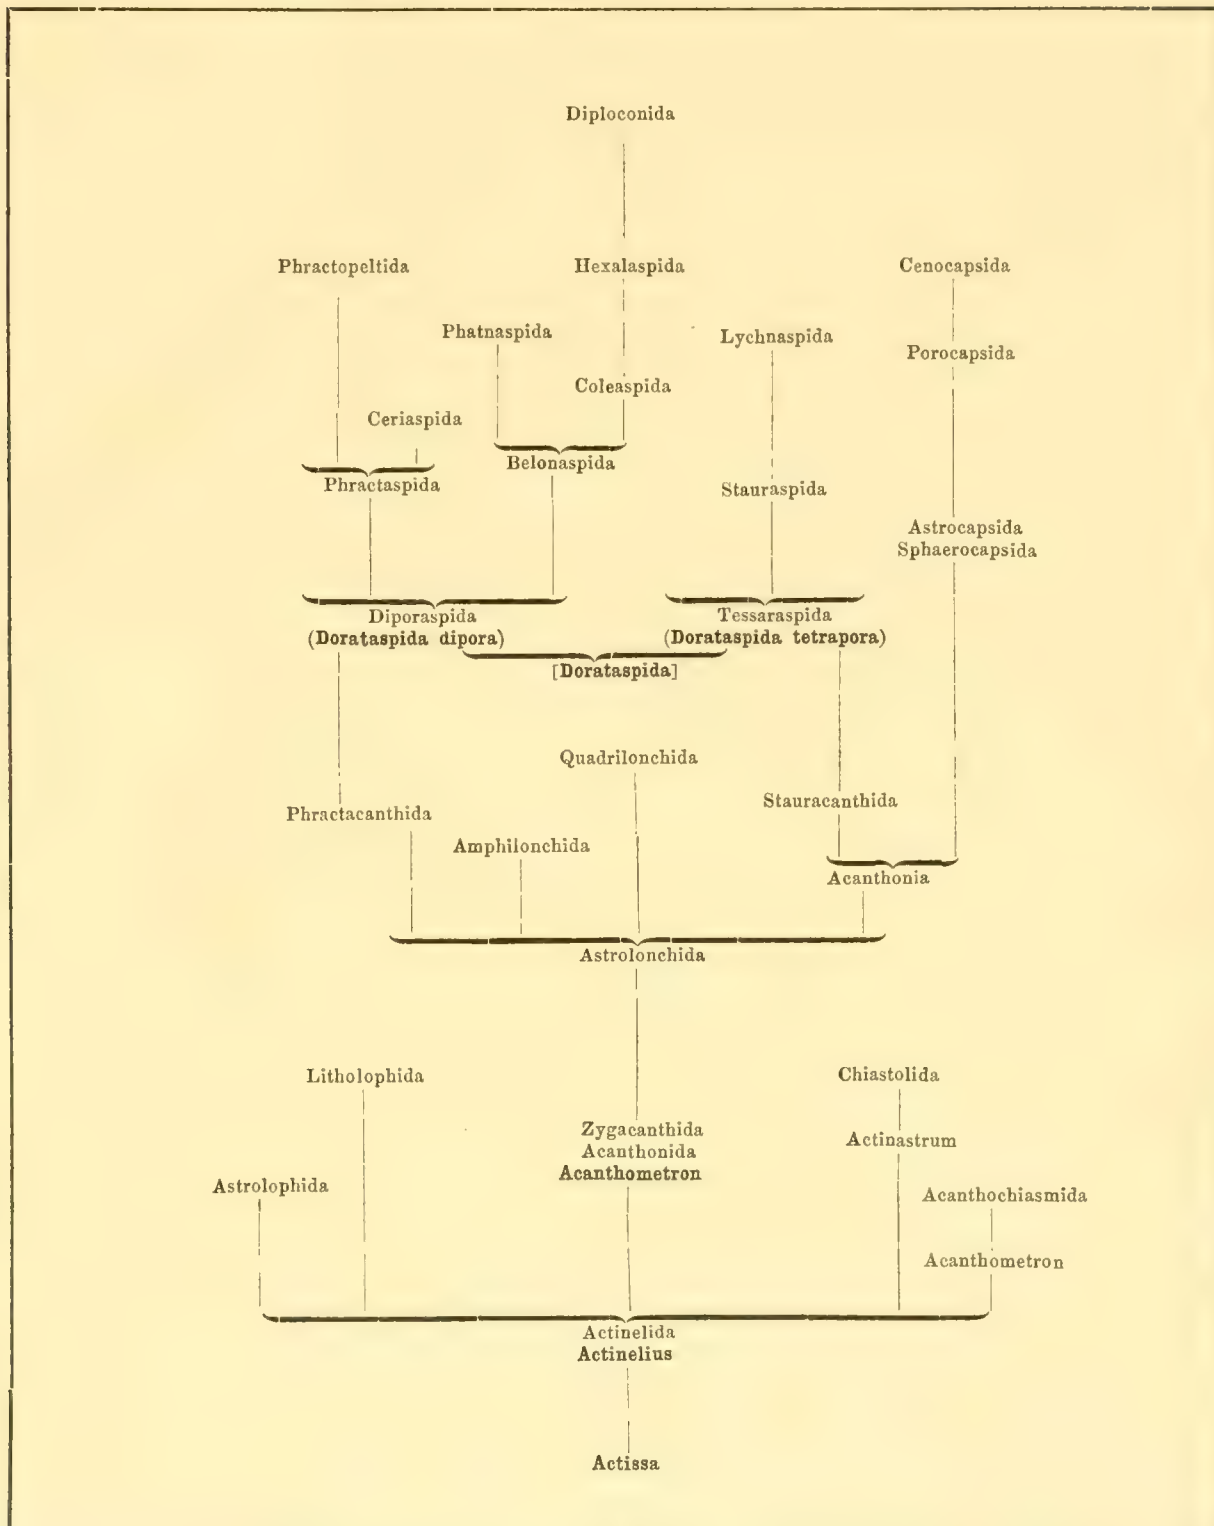 Diploconida
Phractopeltida
Hexalaspida
Cenocapsida
Phatnaspida
Lychnaspida
Porocapsida
Coleaspida
Ceriaspida
Belonaspida
Phractaspida
Stauraspida
Astrocapsida
Sphaerocapsida
Diporaspida
(Dorataspida dipora)
Tessaraspida
(Dorataspida tetrapora)
[Dorataspida]
Quadrilonchida
Stauracanthida
Phractacanthida
Amphilonchida
Acanthonia
Astrolonchida
Litholophida
Chiastolida
Zygacanthida
Acanthonida
Acanthometron
Actinastrum
Astrolophida
Acanthochiasmida
Acanthometron
Actinelida
Actinelius
Actissa